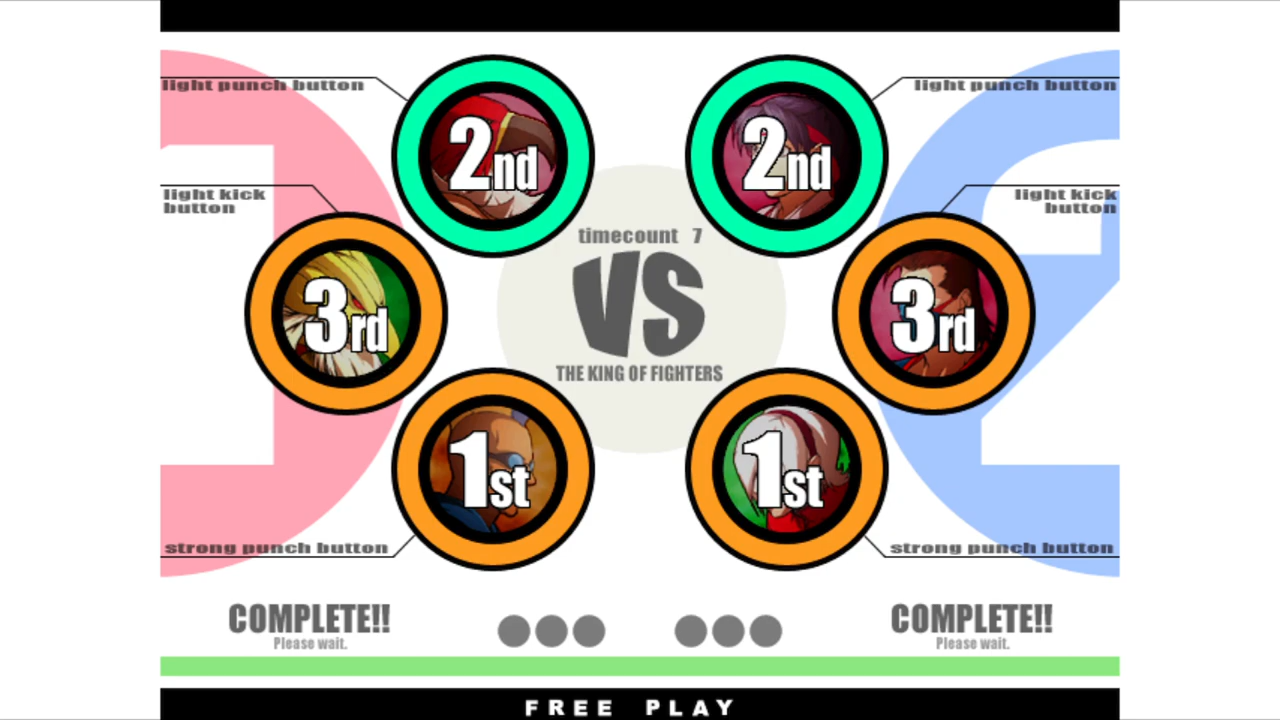 light punch button
light punch button
2nd
2nd
light kick
button
light kick
button
timecount 7
VS
3rd
3rd
THE KING OF FIGHTERS
1st
1st
strong punch button
strong punch button
COMPLETE!!
Please wait.
COMPLETE!!
Please wait.
FREE PLAY